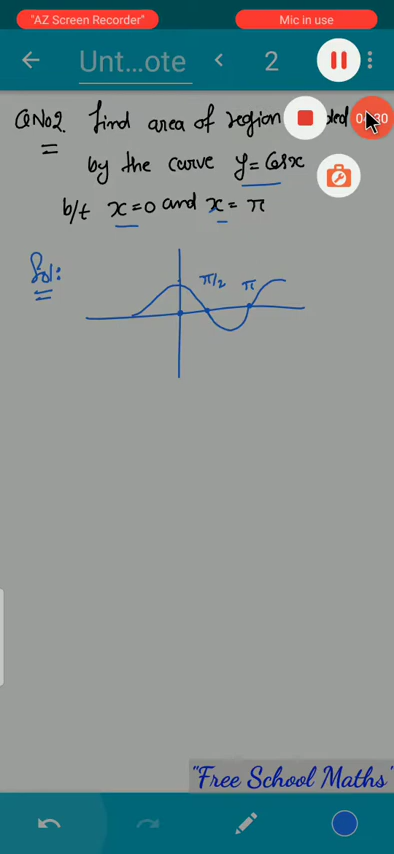 "AZ Screen Recorder"
Mic in use
Unt...ote
2
QNo2. find area of region
by the curve y = Cosx
b/t x = 0 and x = π
Sol:
π/2
π
"Free School Maths"